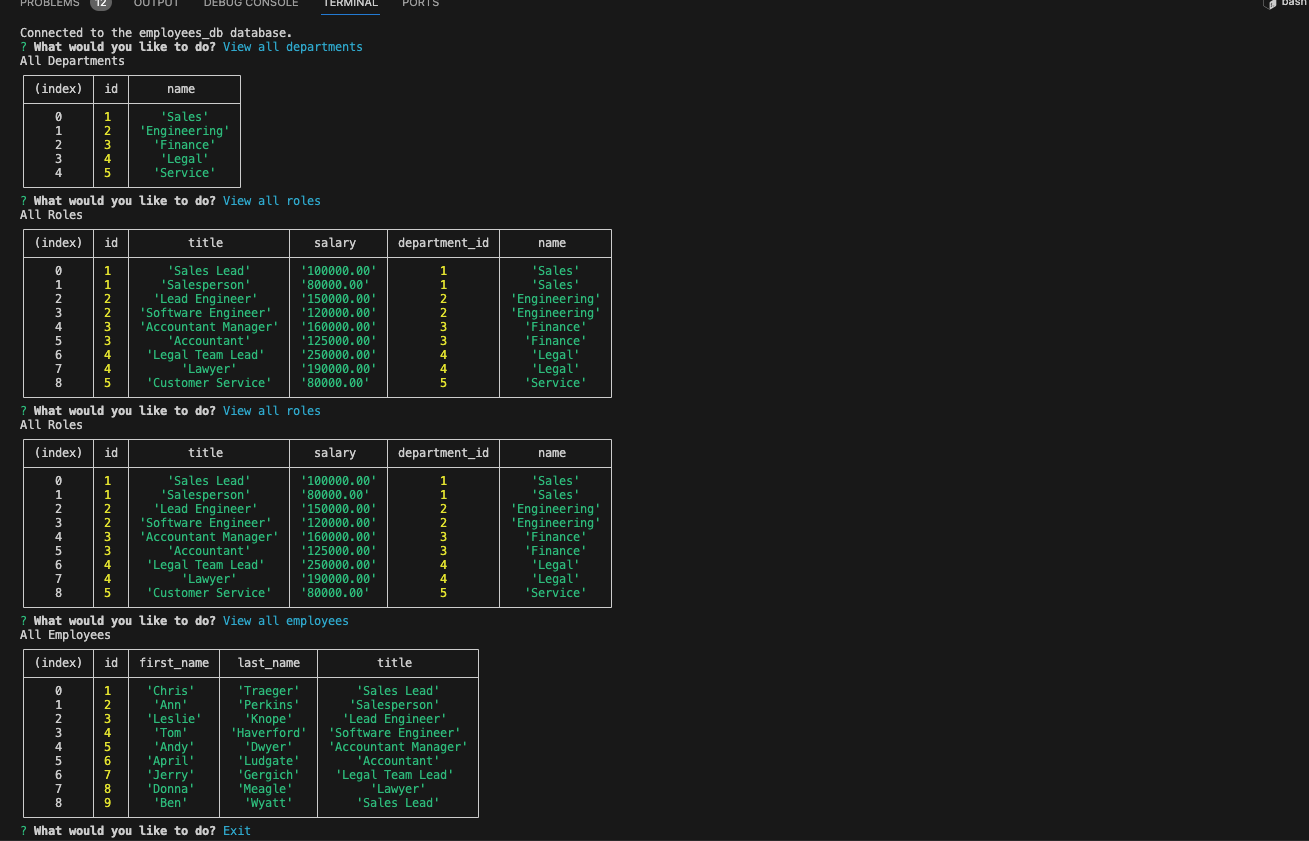 PROBLEMS 12 OUTPUT DEBUG CONSOLE TERMINAL PORTS bash
Connected to the employees_db database.
? What would you like to do? View all departments
All Departments
(index) id name
0 1 'Sales'
1 2 'Engineering'
2 3 'Finance'
3 4 'Legal'
4 5 'Service'
? What would you like to do? View all roles
All Roles
(index) id title salary department_id name
0 1 'Sales Lead' '100000.00' 1 'Sales'
1 1 'Salesperson' '80000.00' 1 'Sales'
2 2 'Lead Engineer' '150000.00' 2 'Engineering'
3 2 'Software Engineer' '120000.00' 2 'Engineering'
4 3 'Accountant Manager' '160000.00' 3 'Finance'
5 3 'Accountant' '125000.00' 3 'Finance'
6 4 'Legal Team Lead' '250000.00' 4 'Legal'
7 4 'Lawyer' '190000.00' 4 'Legal'
8 5 'Customer Service' '80000.00' 5 'Service'
? What would you like to do? View all roles
All Roles
(index) id title salary department_id name
0 1 'Sales Lead' '100000.00' 1 'Sales'
1 1 'Salesperson' '80000.00' 1 'Sales'
2 2 'Lead Engineer' '150000.00' 2 'Engineering'
3 2 'Software Engineer' '120000.00' 2 'Engineering'
4 3 'Accountant Manager' '160000.00' 3 'Finance'
5 3 'Accountant' '125000.00' 3 'Finance'
6 4 'Legal Team Lead' '250000.00' 4 'Legal'
7 4 'Lawyer' '190000.00' 4 'Legal'
8 5 'Customer Service' '80000.00' 5 'Service'
? What would you like to do? View all employees
All Employees
(index) id first_name last_name title
0 1 'Chris' 'Traeger' 'Sales Lead'
1 2 'Ann' 'Perkins' 'Salesperson'
2 3 'Leslie' 'Knope' 'Lead Engineer'
3 4 'Tom' 'Haverford' 'Software Engineer'
4 5 'Andy' 'Dwyer' 'Accountant Manager'
5 6 'April' 'Ludgate' 'Accountant'
6 7 'Jerry' 'Gergich' 'Legal Team Lead'
7 8 'Donna' 'Meagle' 'Lawyer'
8 9 'Ben' 'Wyatt' 'Sales Lead'
? What would you like to do? Exit